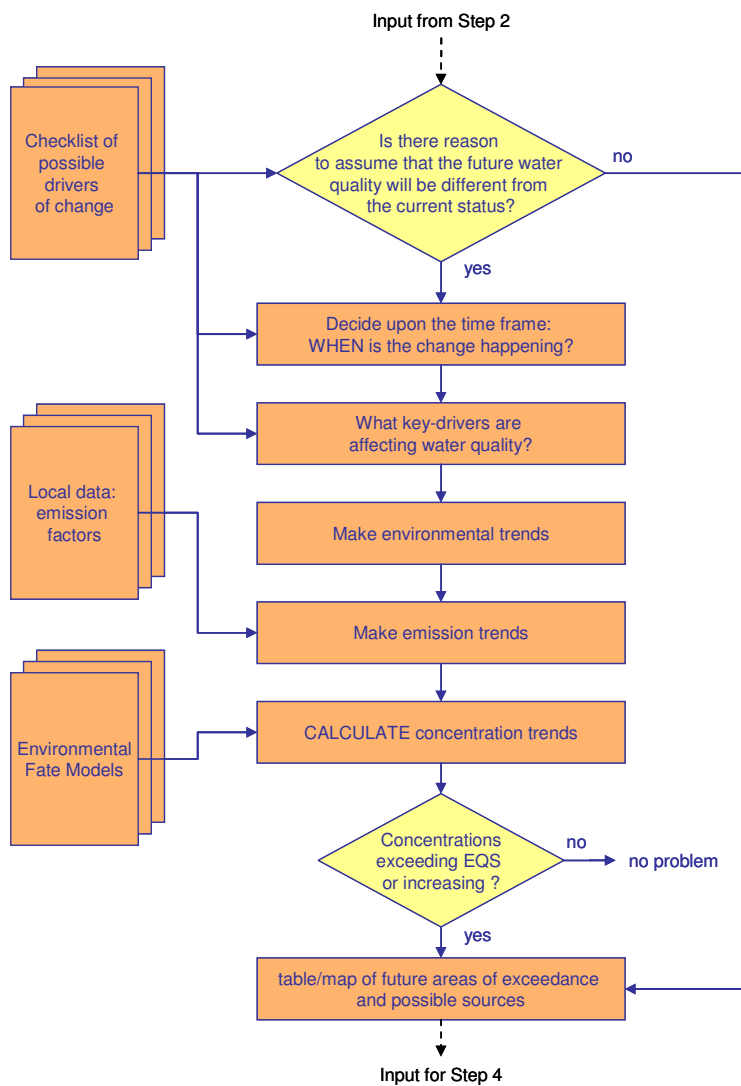 Input from Step 2
Checklist of
possible
drivers
of change
Is there reason
to assume that the future water
quality will be different from
the current status?
no
yes
Decide upon the time frame:
WHEN is the change happening?
What key-drivers are
affecting water quality?
Local data:
emission
factors
Make environmental trends
Make emission trends
Environmental
Fate Models
CALCULATE concentration trends
Concentrations
exceeding EQS
or increasing ?
no
no problem
yes
table/map of future areas of exceedance
and possible sources
Input for Step 4